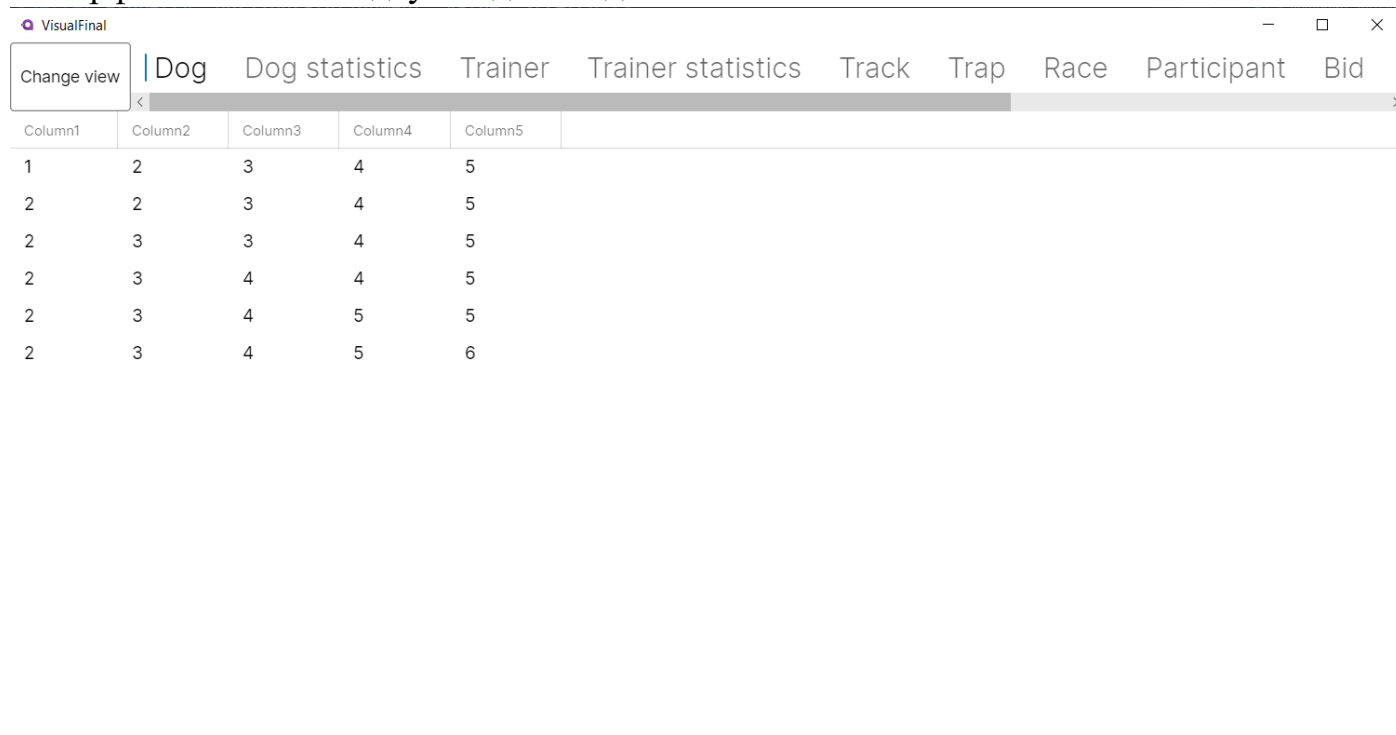 VisualFinal
Change view
Dog Dog statistics Trainer Trainer statistics Track Trap Race Participant Bid
Column1 Column2 Column3 Column4 Column5
1 2 3 4 5
2 2 3 4 5
2 3 3 4 5
2 3 4 4 5
2 3 4 5 5
2 3 4 5 6